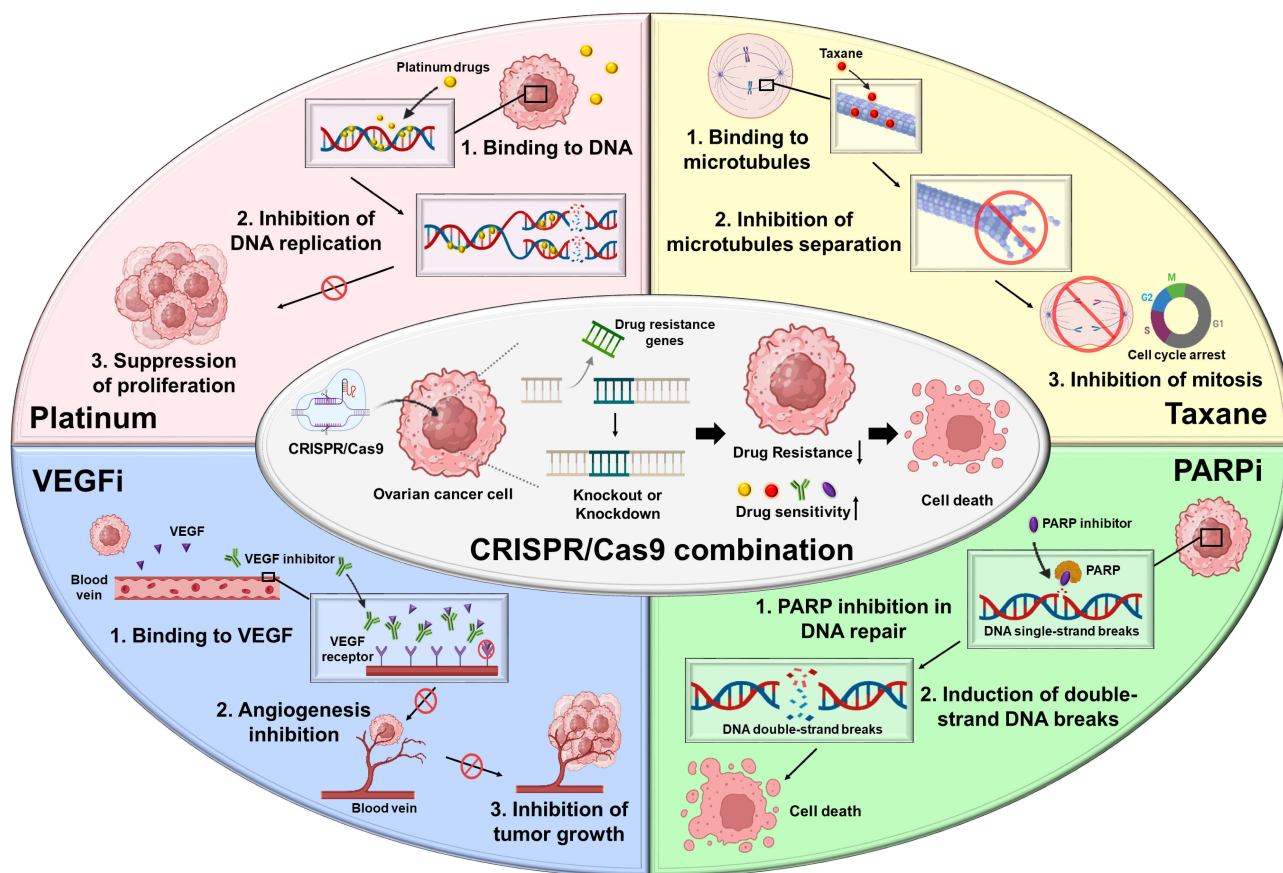 Platinum drugs
1. Binding to DNA
2. Inhibition of
DNA replication
3. Suppression
of proliferation
Platinum
Taxane
1. Binding to
microtubules
2. Inhibition of
microtubules separation
M
G2
S
G1
Cell cycle arrest
3. Inhibition of mitosis
Taxane
CRISPR/Cas9
Ovarian cancer cell
Drug resistance
genes
Knockout or
Knockdown
Drug Resistance
Drug sensitivity
Cell death
CRISPR/Cas9 combination
VEGFi
VEGF
VEGF inhibitor
Blood
vein
1. Binding to VEGF
VEGF
receptor
2. Angiogenesis
inhibition
Blood vein
3. Inhibition of
tumor growth
PARPi
PARP inhibitor
PARP
DNA single-strand breaks
1. PARP inhibition in
DNA repair
DNA double-strand breaks
2. Induction of double-
strand DNA breaks
Cell death